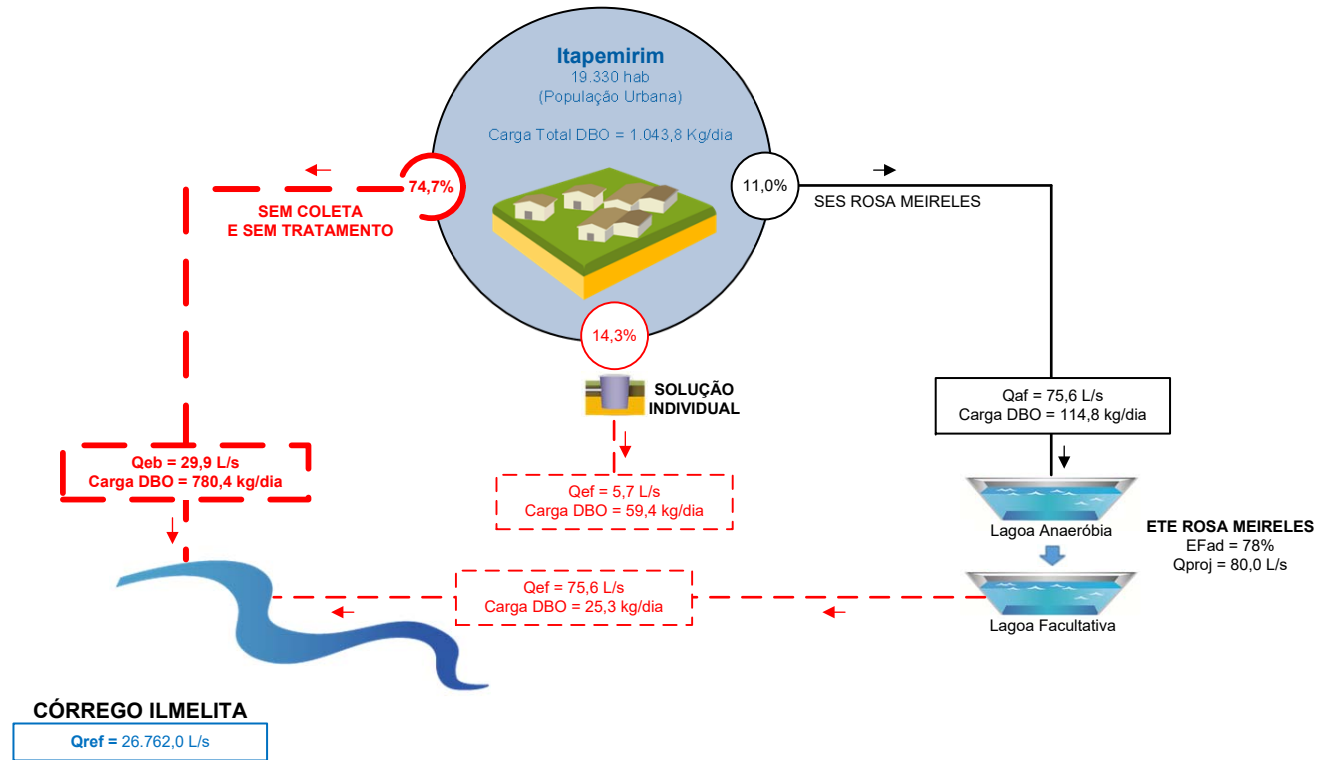 Itapemirim
19.330 hab
(População Urbana)
Carga Total DBO = 1.043,8 Kg/dia
74,7%
11,0%
SEM COLETA
E SEM TRATAMENTO
SES ROSA MEIRELES
14,3%
SOLUÇÃO
INDIVIDUAL
Qaf = 75,6 L/s
Carga DBO = 114,8 kg/dia
Qeb = 29,9 L/s
Carga DBO = 780,4 kg/dia
Qef = 5,7 L/s
Carga DBO = 59,4 kg/dia
Lagoa Anaeróbia
ETE ROSA MEIRELES
EFad = 78%
Qproj = 80,0 L/s
Qef = 75,6 L/s
Carga DBO = 25,3 kg/dia
Lagoa Facultativa
CÓRREGO ILMELITA
Qref = 26.762,0 L/s